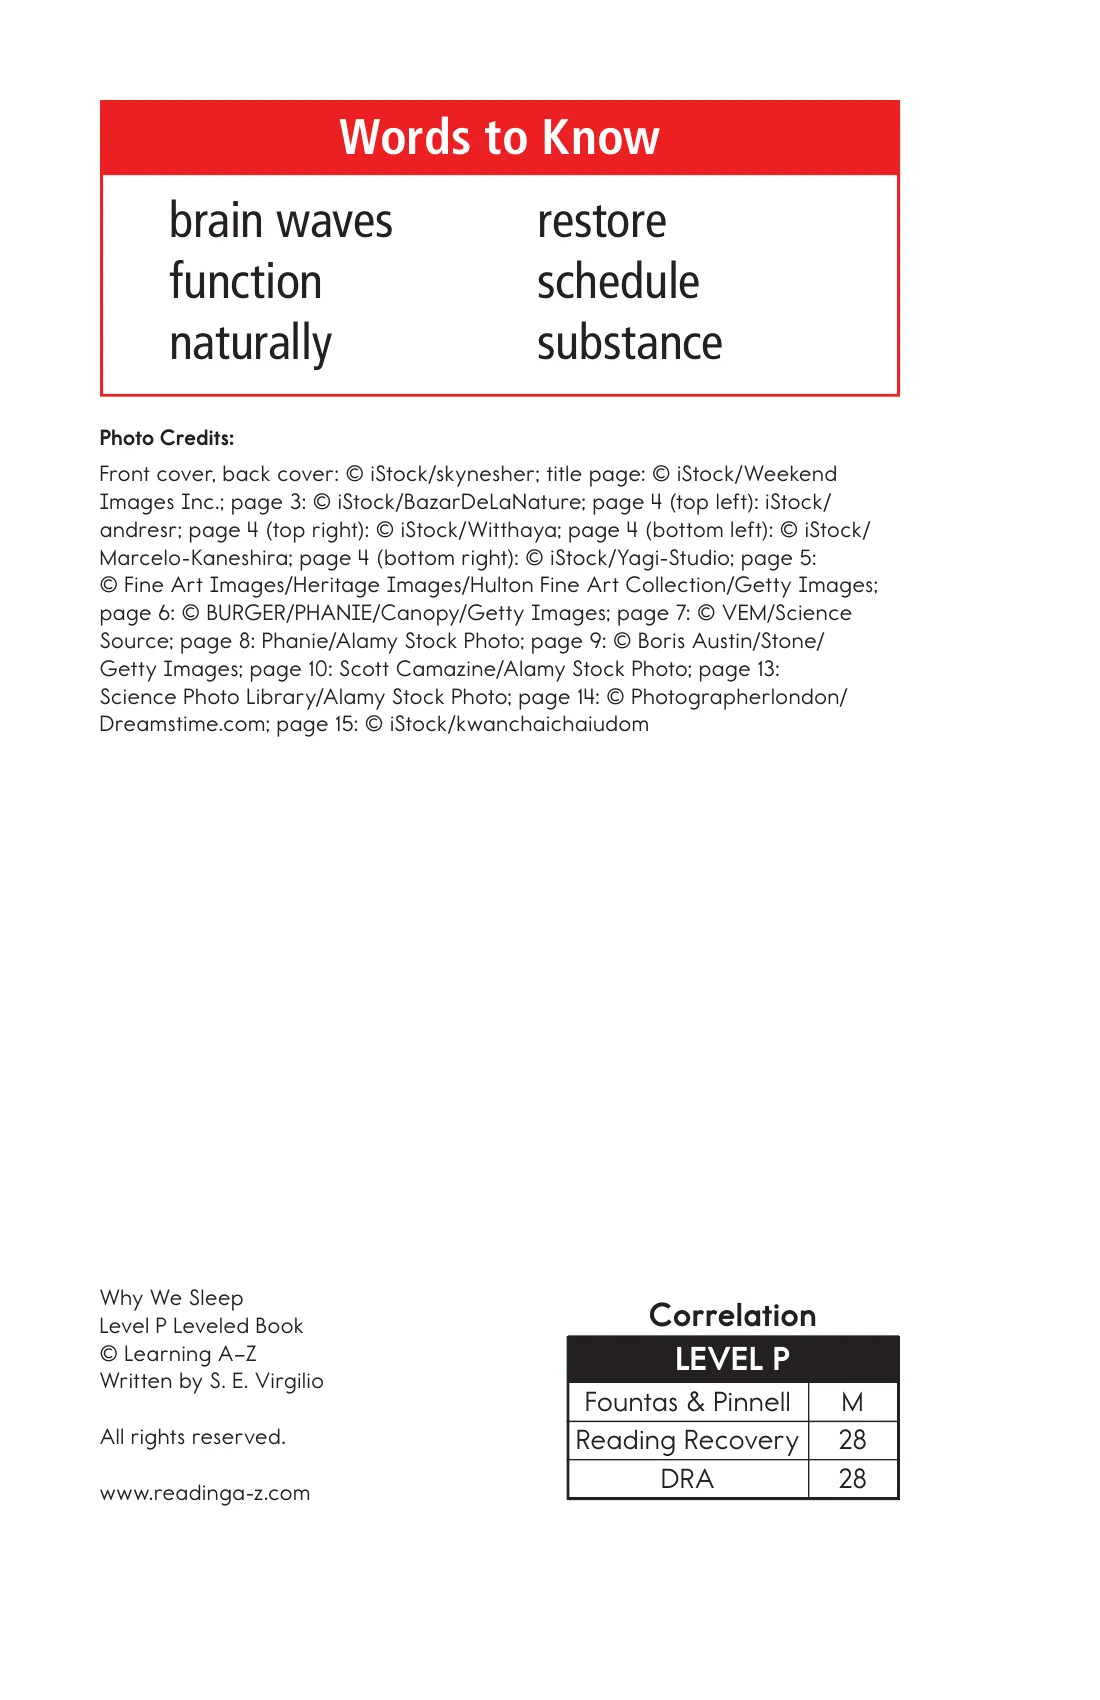 Words to Know
brain waves
function
naturally
restore
schedule
substance
Photo Credits:
Front cover, back cover: © iStock/skynesher; title page: © iStock/Weekend
Images Inc.; page 3: © iStock/BazarDeLaNature; page 4 (top left): iStock/
andresr; page 4 (top right): © iStock/Witthaya; page 4 (bottom left): © iStock/
Marcelo-Kaneshira; page 4 (bottom right): © iStock/Yagi-Studio; page 5:
© Fine Art Images/Heritage Images/Hulton Fine Art Collection/Getty Images;
page 6: © BURGER/PHANIE/Canopy/Getty Images; page 7: © VEM/Science
Source; page 8: Phanie/Alamy Stock Photo; page 9: © Boris Austin/Stone/
Getty Images; page 10: Scott Camazine/Alamy Stock Photo; page 13:
Science Photo Library/Alamy Stock Photo; page 14: © Photographerlondon/
Dreamstime.com; page 15: © iStock/kwanchaichaiudom
Why We Sleep
Level P Leveled Book
© Learning A–Z
Written by S. E. Virgilio
All rights reserved.
www.readinga-z.com
Correlation
LEVEL P
Fountas & Pinnell M
Reading Recovery 28
DRA 28